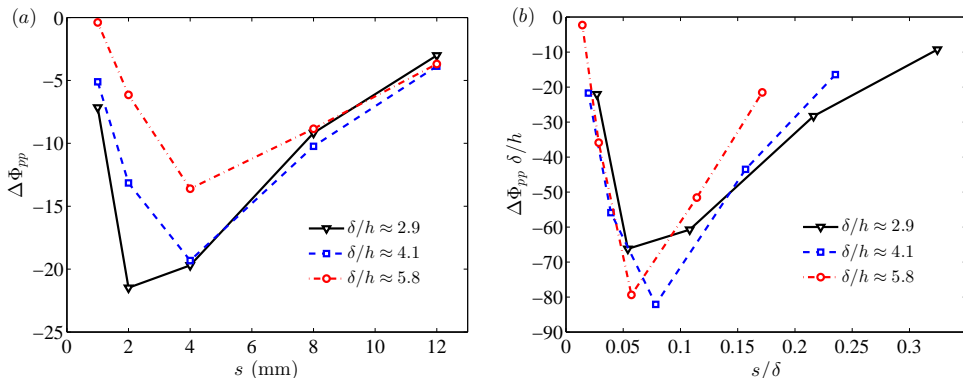 (a)
0
−5
−10
−15
−20
−25
ΔΦpp
0 2 4 6 8 10 12
s (mm)
δ/h ≈ 2.9
δ/h ≈ 4.1
δ/h ≈ 5.8
(b)
0
−10
−20
−30
−40
−50
−60
−70
−80
−90
ΔΦpp δ/h
0 0.05 0.1 0.15 0.2 0.25 0.3
s/δ
δ/h ≈ 2.9
δ/h ≈ 4.1
δ/h ≈ 5.8